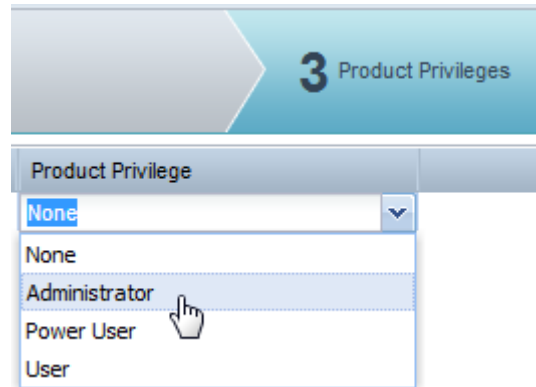 3 Product Privileges
Product Privilege
None
None
Administrator
Power User
User